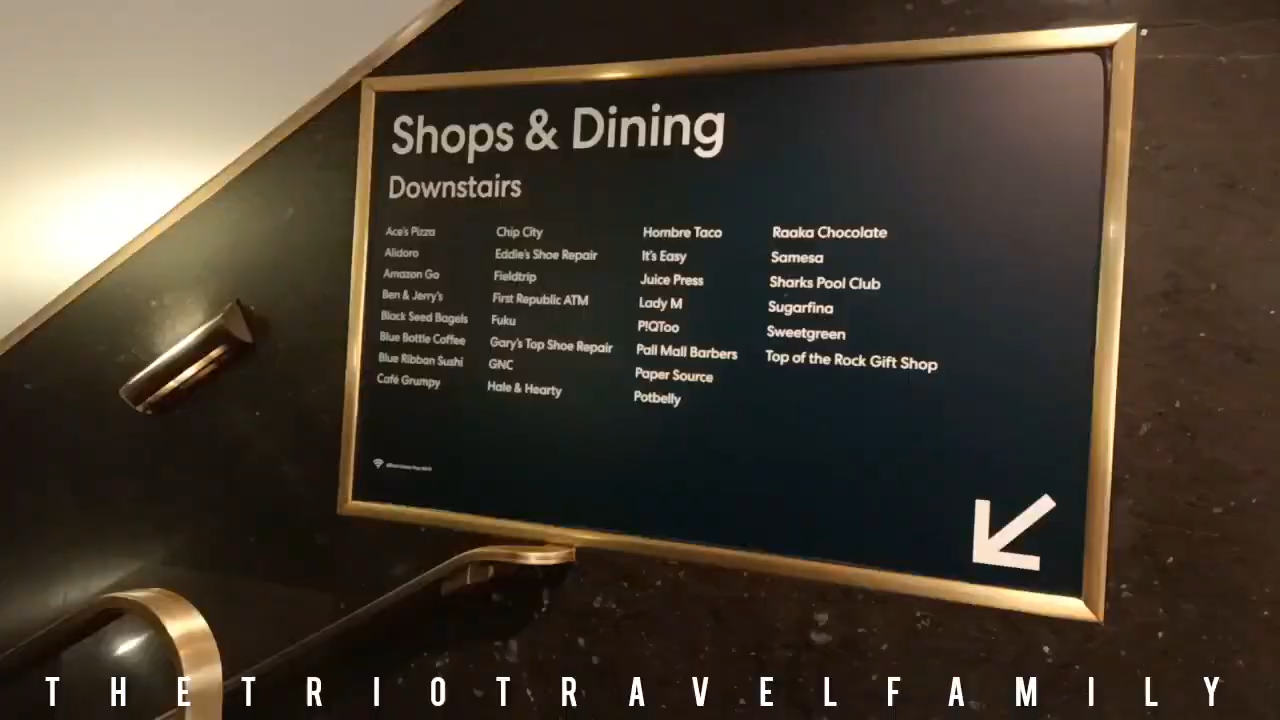 Shops & Dining
Downstairs
Ace's Pizza
Alidoro
Amazon Go
Ben & Jerry's
Black Seed Bagels
Blue Bottle Coffee
Blue Ribbon Sushi
Café Grumpy
Chip City
Eddie's Shoe Repair
Fieldtrip
First Republic ATM
Fuku
Gary's Top Shoe Repair
GNC
Hale & Hearty
Hombre Taco
It's Easy
Juice Press
Lady M
P!QToo
Pall Mall Barbers
Paper Source
Potbelly
Raaka Chocolate
Samesa
Sharks Pool Club
Sugarfina
Sweetgreen
Top of the Rock Gift Shop
THETRIOTRAVELFAMILY